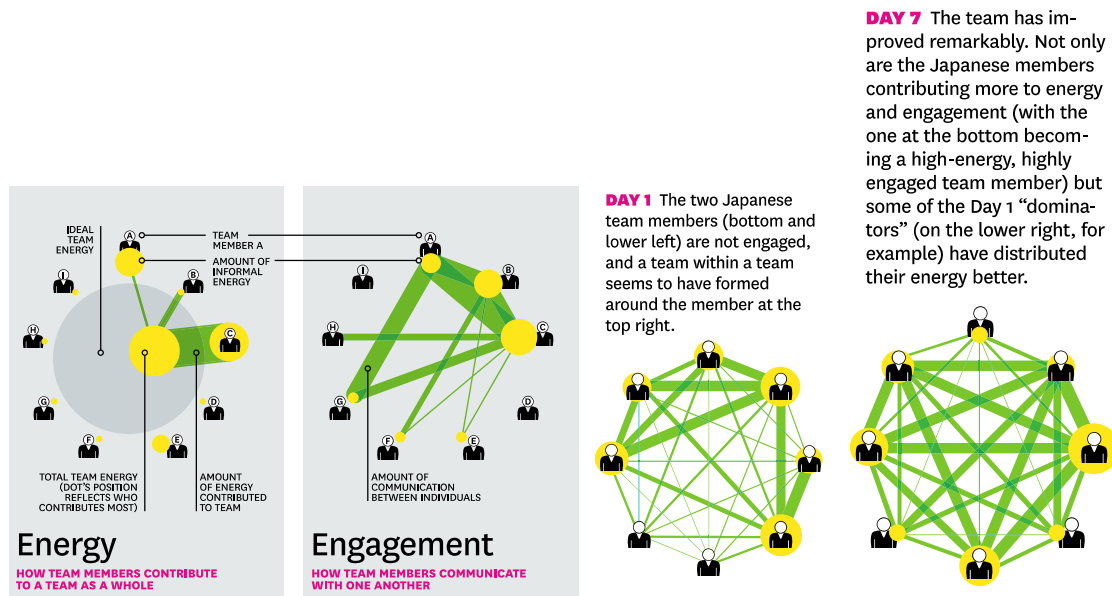 IDEAL
TEAM
ENERGY
A
TEAM
MEMBER A
AMOUNT OF
INFORMAL
ENERGY
I
B
H
C
G
D
F
E
TOTAL TEAM ENERGY
(DOT'S POSITION
REFLECTS WHO
CONTRIBUTES MOST)
AMOUNT
OF ENERGY
CONTRIBUTED
TO TEAM
Energy
HOW TEAM MEMBERS CONTRIBUTE
TO A TEAM AS A WHOLE
A
I
B
H
C
G
D
F
E
AMOUNT OF
COMMUNICATION
BETWEEN INDIVIDUALS
Engagement
HOW TEAM MEMBERS COMMUNICATE
WITH ONE ANOTHER
DAY 1 The two Japanese
team members (bottom and
lower left) are not engaged,
and a team within a team
seems to have formed
around the member at the
top right.
DAY 7 The team has im-
proved remarkably. Not only
are the Japanese members
contributing more to energy
and engagement (with the
one at the bottom becom-
ing a high-energy, highly
engaged team member) but
some of the Day 1 “domina-
tors” (on the lower right, for
example) have distributed
their energy better.